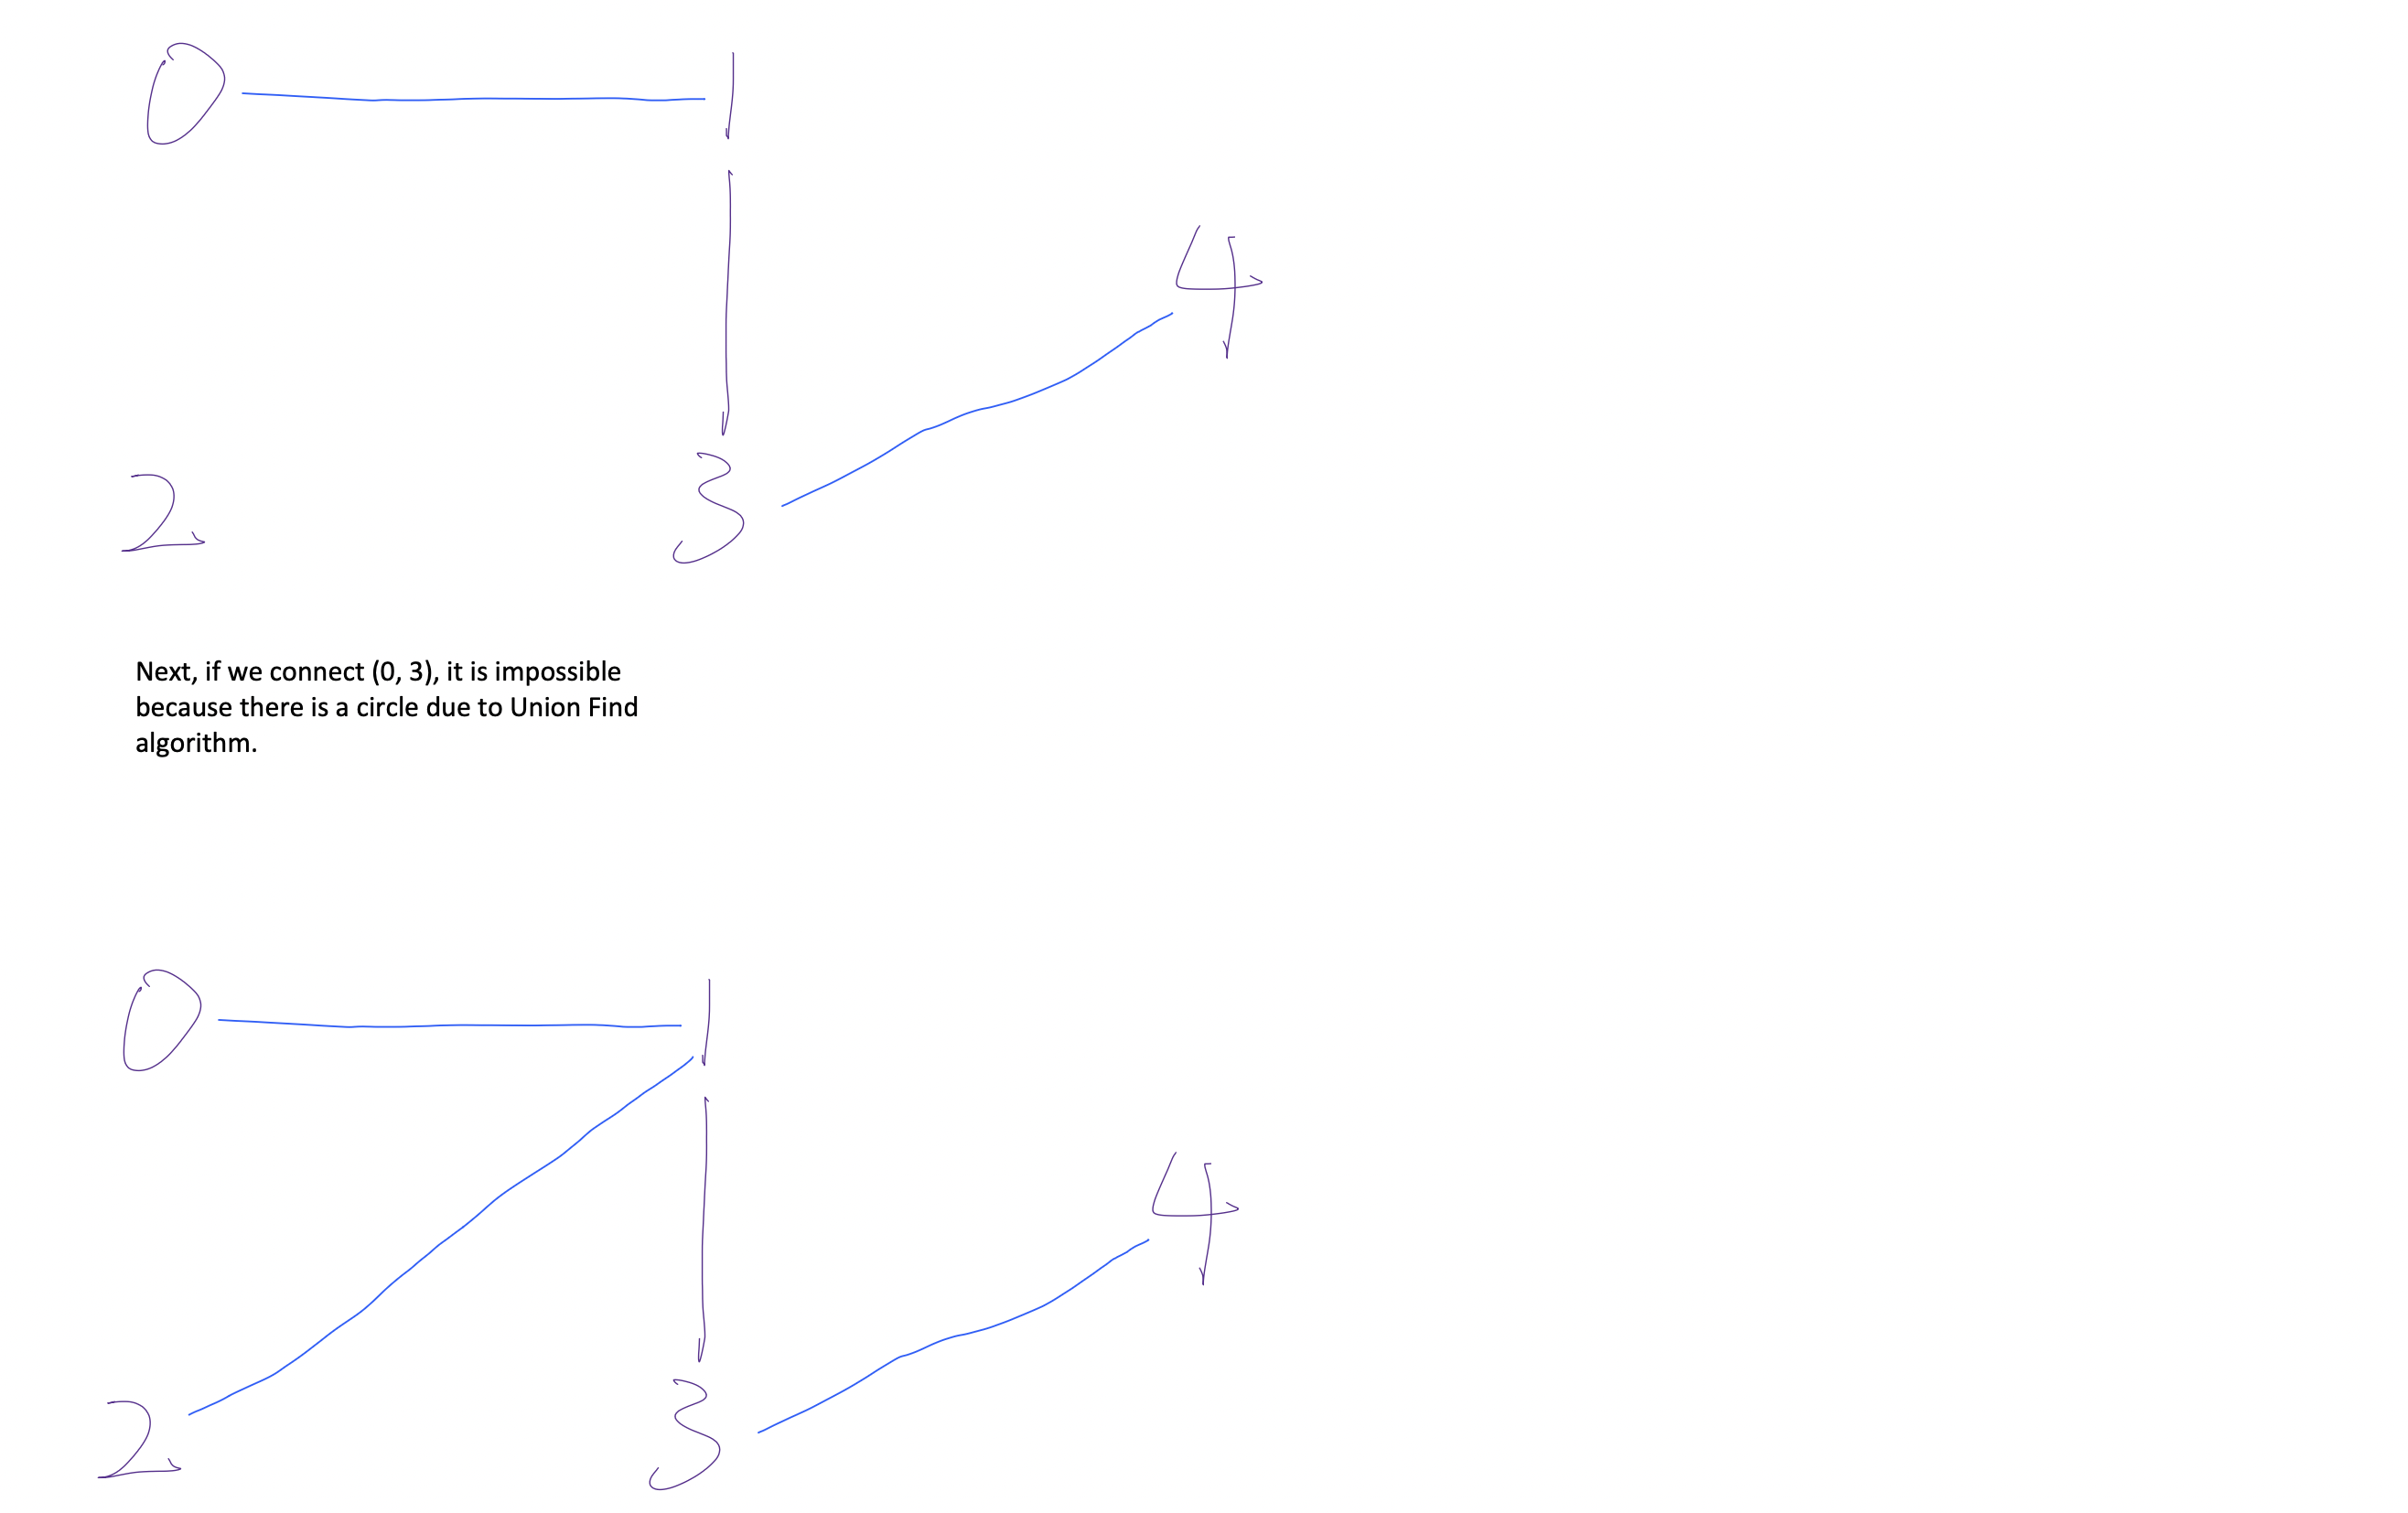 0 1
4
2 3
Next, if we connect (0, 3), it is impossible
because there is a circle due to Union Find
algorithm.
0 1
4
2 3